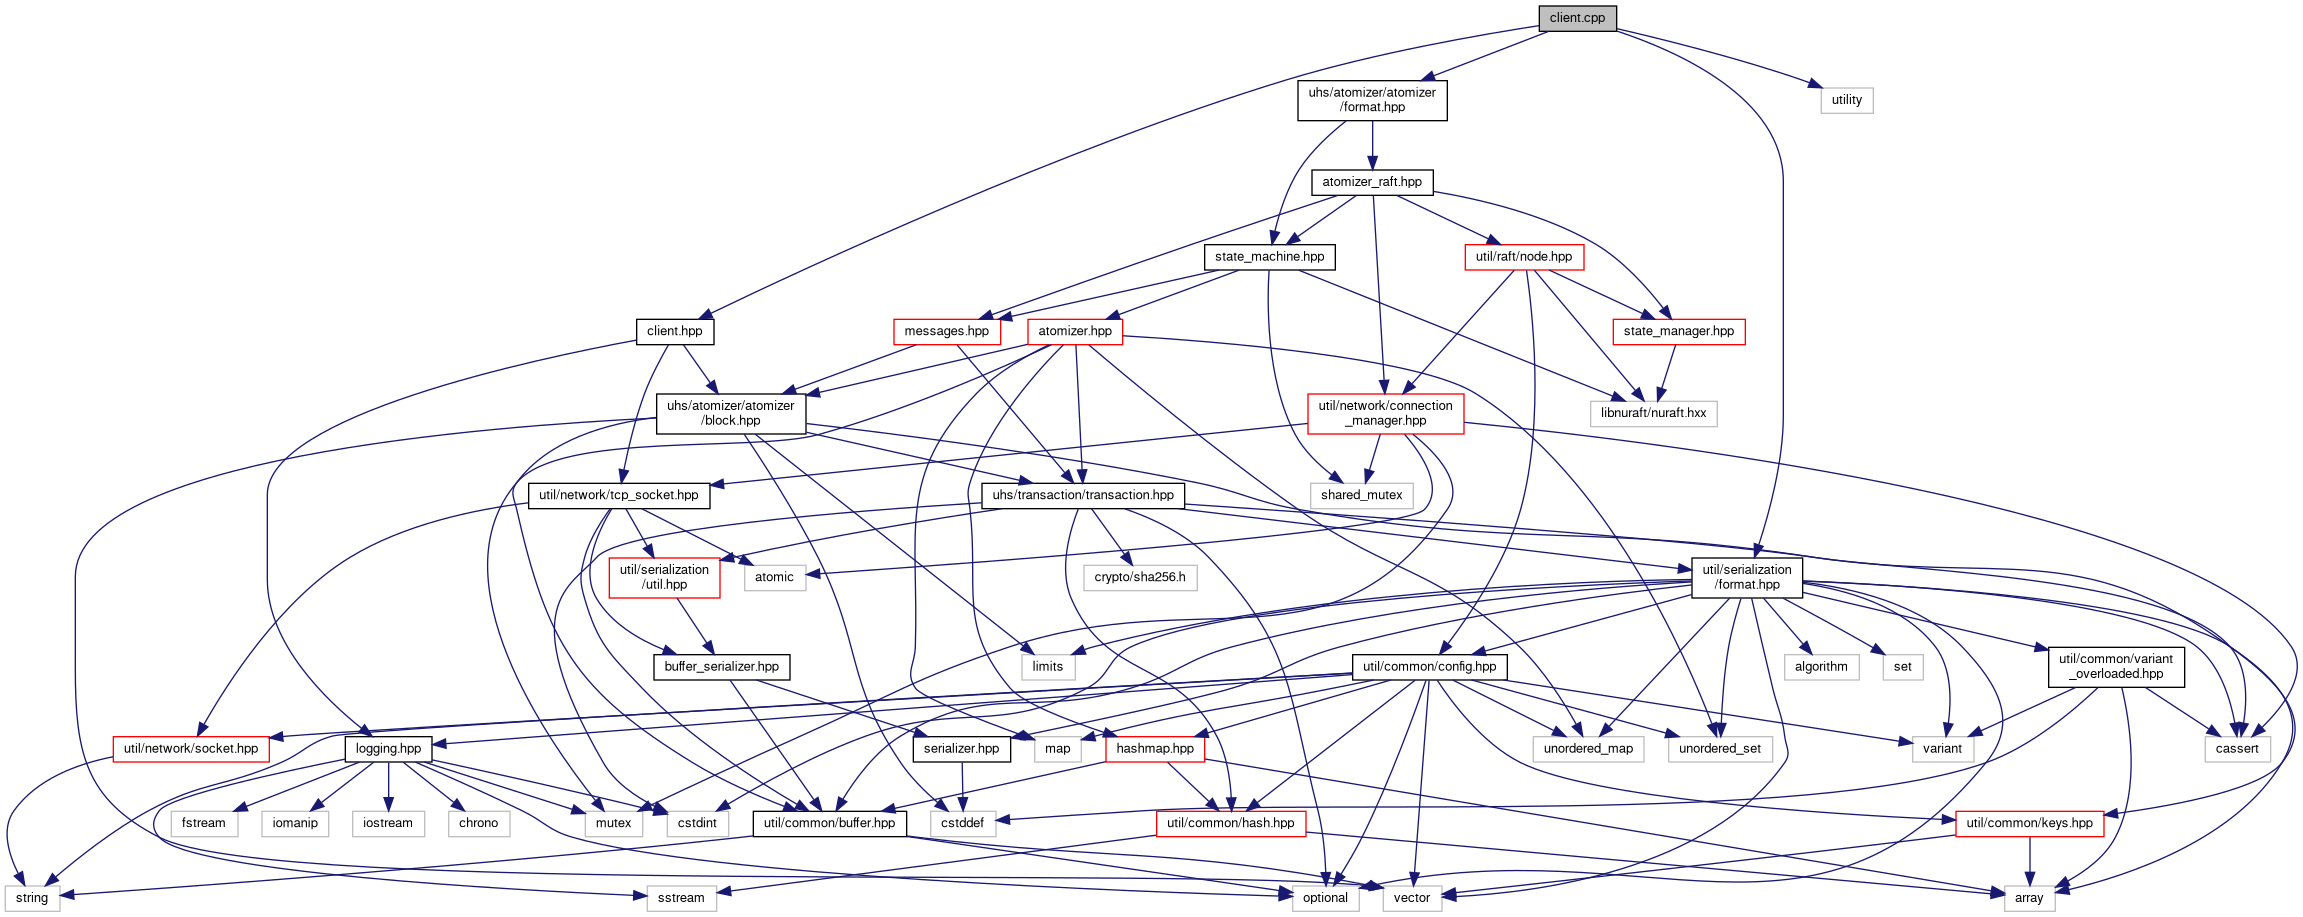 client.cpp
uhs/atomizer/atomizer
/format.hpp
utility
atomizer_raft.hpp
state_machine.hpp
util/raft/node.hpp
client.hpp
messages.hpp
atomizer.hpp
state_manager.hpp
uhs/atomizer/atomizer
/block.hpp
util/network/connection
_manager.hpp
libnuraft/nuraft.hxx
util/network/tcp_socket.hpp
uhs/transaction/transaction.hpp
shared_mutex
util/serialization
/util.hpp
atomic
crypto/sha256.h
util/serialization
/format.hpp
buffer_serializer.hpp
limits
util/common/config.hpp
algorithm
set
util/common/variant
_overloaded.hpp
util/network/socket.hpp
logging.hpp
serializer.hpp
map
hashmap.hpp
unordered_map
unordered_set
variant
cassert
fstream
iomanip
iostream
chrono
mutex
cstdint
util/common/buffer.hpp
cstddef
util/common/hash.hpp
util/common/keys.hpp
string
sstream
optional
vector
array